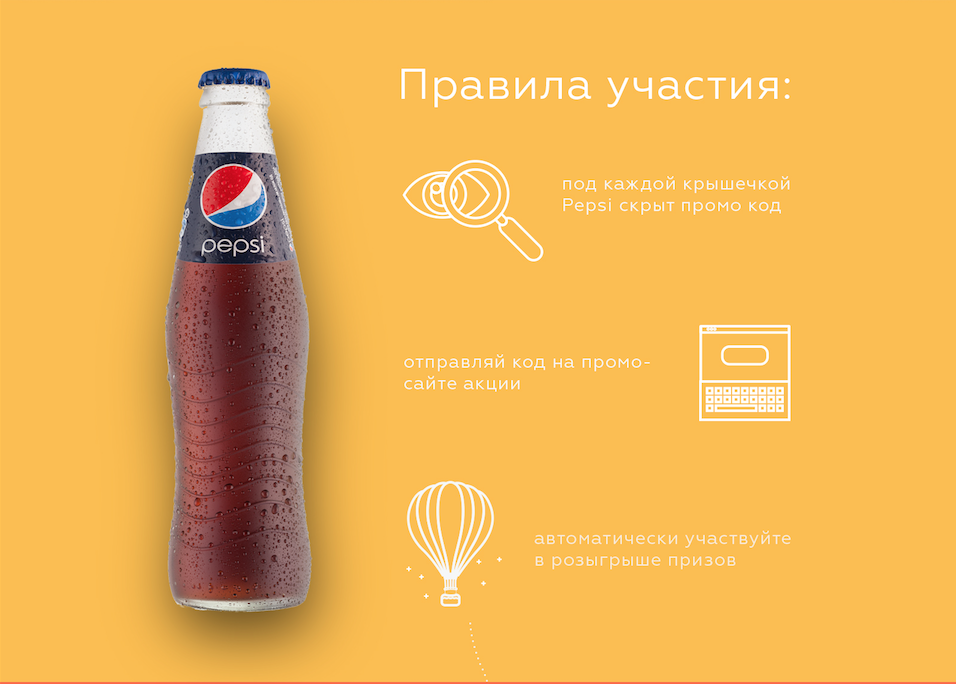 Правила участия:
под каждой крышечкой
Pepsi скрыт промо код
pepsi
отправляй код на промо-
сайте акции
автоматически участвуйте
в розыгрыше призов